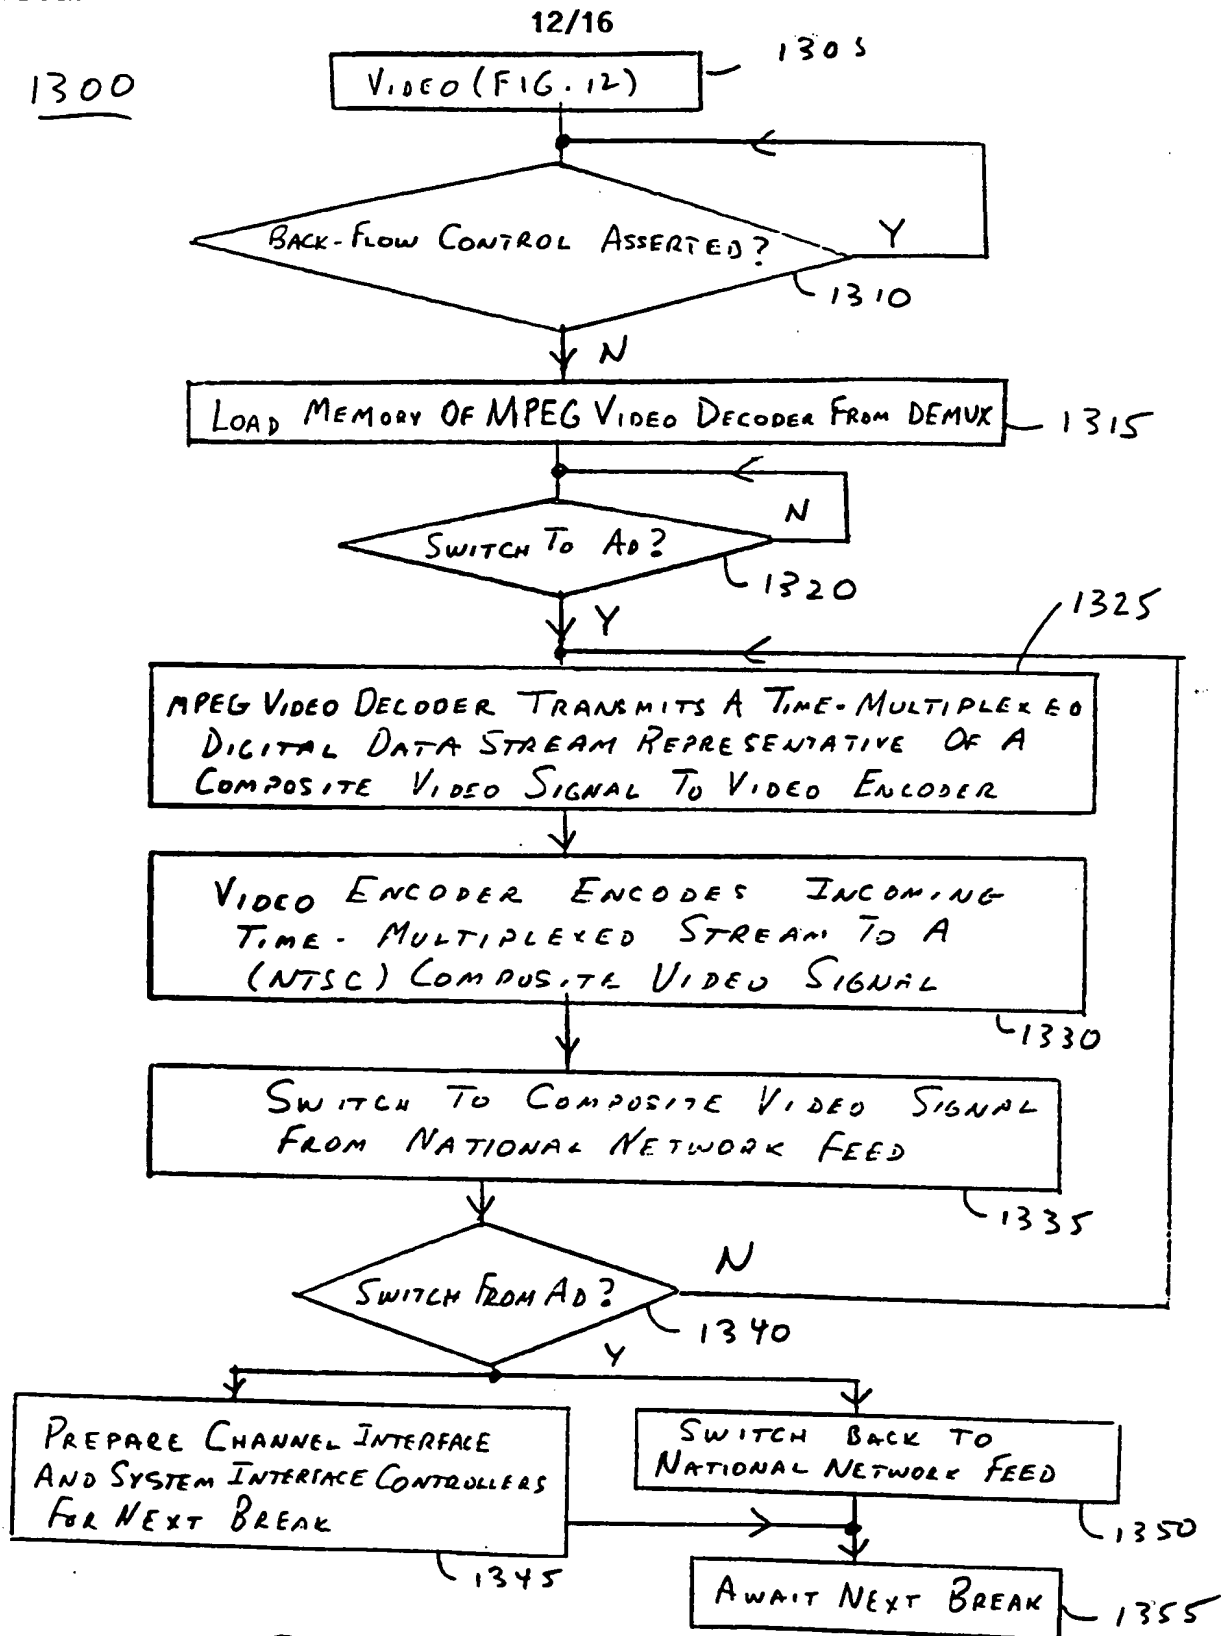 12/16
1300
VIDEO (FIG. 12)
1305
BACK-FLOW CONTROL ASSERTED?
Y
1310
N
LOAD MEMORY OF MPEG VIDEO DECODER FROM DEMUX
1315
N
SWITCH TO AD?
1320
Y
1325
MPEG VIDEO DECODER TRANSMITS A TIME-MULTIPLEXED
DIGITAL DATA STREAM REPRESENTATIVE OF A
COMPOSITE VIDEO SIGNAL TO VIDEO ENCODER
VIDEO ENCODER ENCODES INCOMING
TIME-MULTIPLEXED STREAM TO A
(NTSC) COMPOSITE VIDEO SIGNAL
1330
SWITCH TO COMPOSITE VIDEO SIGNAL
FROM NATIONAL NETWORK FEED
1335
SWITCH FROM AD?
N
1340
Y
PREPARE CHANNEL INTERFACE
AND SYSTEM INTERFACE CONTROLLERS
FOR NEXT BREAK
1345
SWITCH BACK TO
NATIONAL NETWORK FEED
1350
AWAIT NEXT BREAK
1355